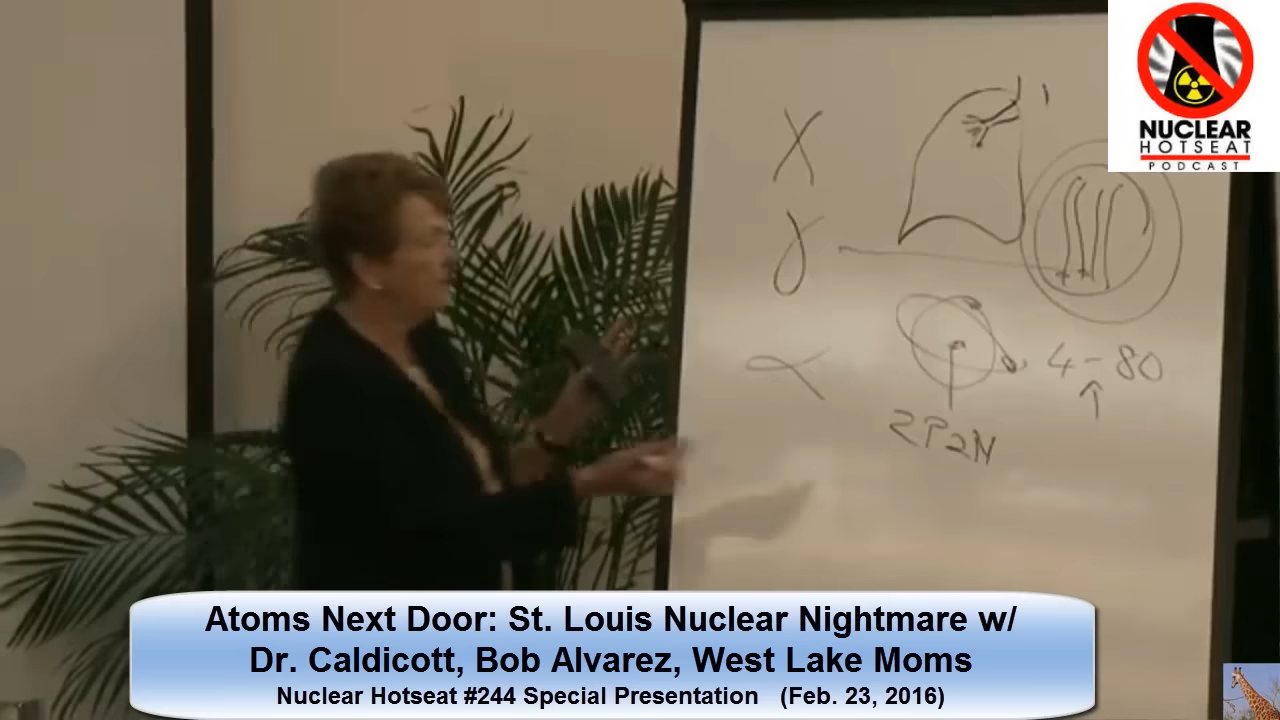 NUCLEAR
HOTSEAT
PODCAST
X
γ
α
4-80
2P2N
Atoms Next Door: St. Louis Nuclear Nightmare w/
Dr. Caldicott, Bob Alvarez, West Lake Moms
Nuclear Hotseat #244 Special Presentation (Feb. 23, 2016)